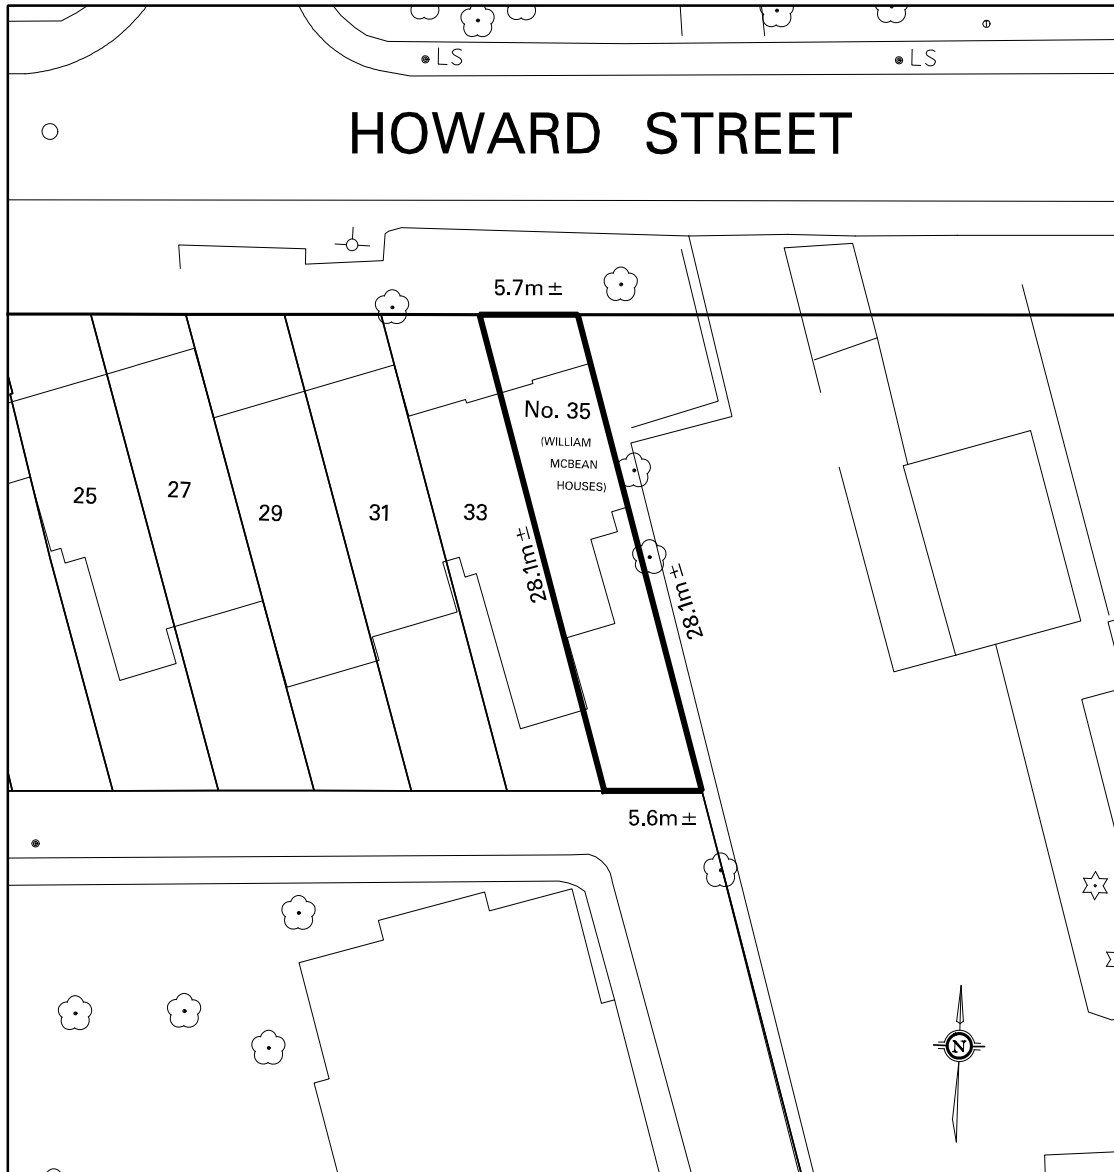 LS
LS
HOWARD STREET
5.7m ±
No. 35
(WILLIAM
MCBEAN
HOUSES)
25
27
29
31
33
28.1m ±
28.1m ±
5.6m ±
N